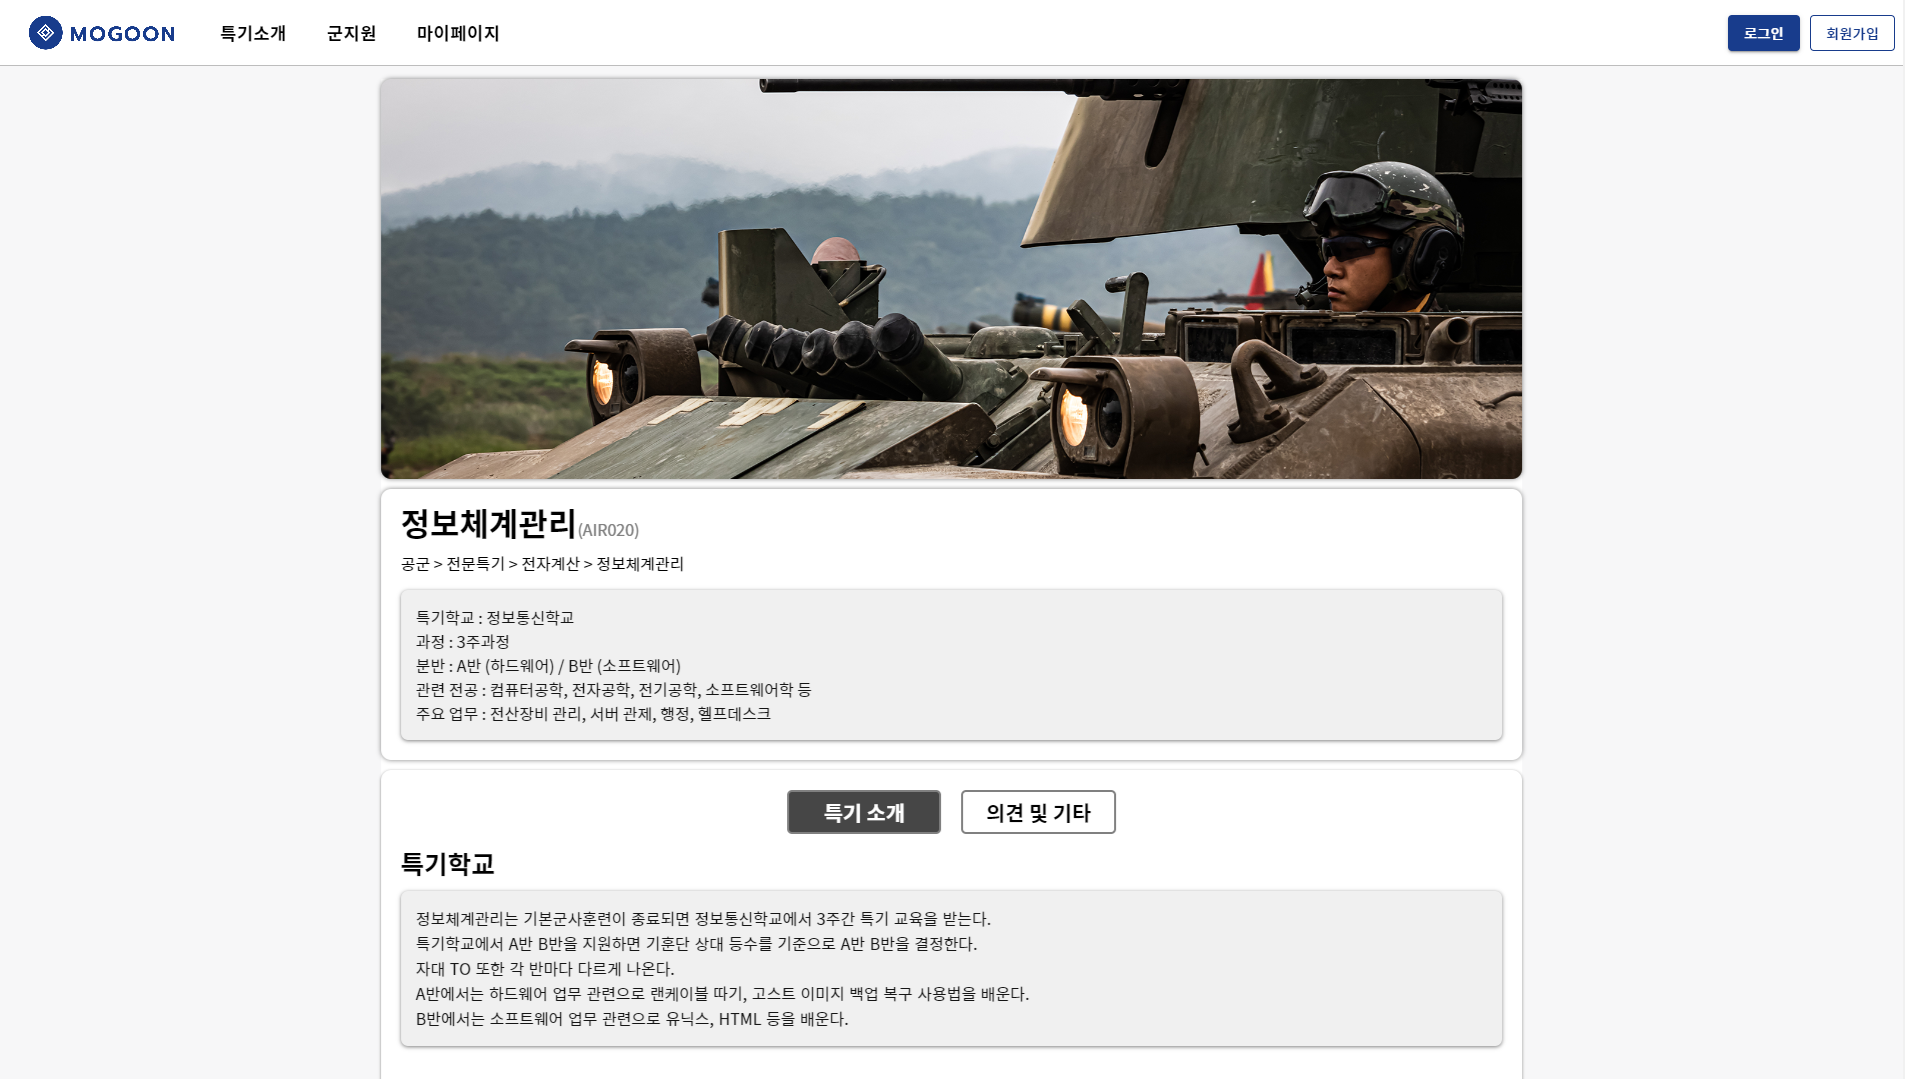 MOGOON 특기소개 군지원 마이페이지 로그인 회원가입
정보체계관리(AIR020)
공군 > 전문특기 > 전자계산 > 정보체계관리
특기학교 : 정보통신학교
과정 : 3주과정
분반 : A반 (하드웨어) / B반 (소프트웨어)
관련 전공 : 컴퓨터공학, 전자공학, 전기공학, 소프트웨어학 등
주요 업무 : 전산장비 관리, 서버 관제, 행정, 헬프데스크
특기 소개 의견 및 기타
특기학교
정보체계관리는 기본군사훈련이 종료되면 정보통신학교에서 3주간 특기 교육을 받는다.
특기학교에서 A반 B반을 지원하면 기훈단 상대 등수를 기준으로 A반 B반을 결정한다.
자대 TO 또한 각 반마다 다르게 나온다.
A반에서는 하드웨어 업무 관련으로 랜케이블 따기, 고스트 이미지 백업 복구 사용법을 배운다.
B반에서는 소프트웨어 업무 관련으로 유닉스, HTML 등을 배운다.